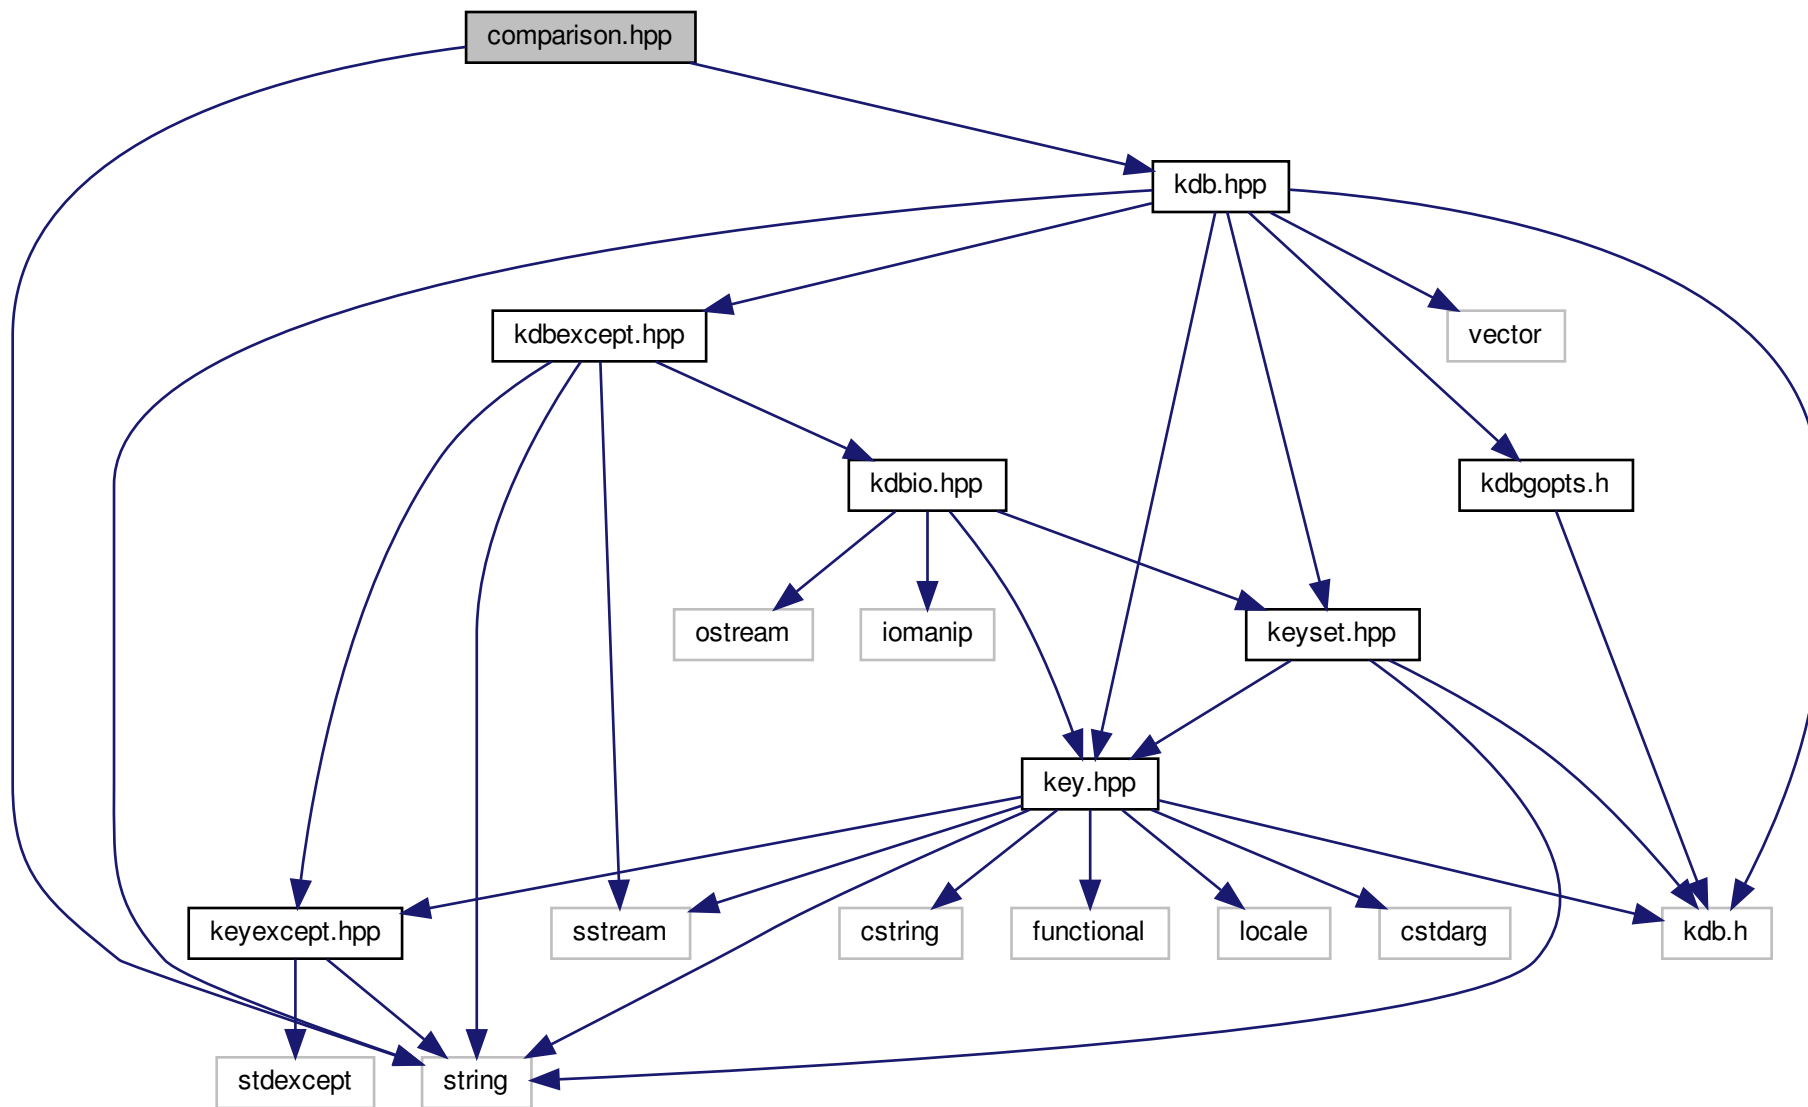 comparison.hpp
kdb.hpp
kdbexcept.hpp
vector
kdbio.hpp
kdbgopts.h
ostream
iomanip
keyset.hpp
key.hpp
keyexcept.hpp
sstream
cstring
functional
locale
cstdarg
kdb.h
stdexcept
string